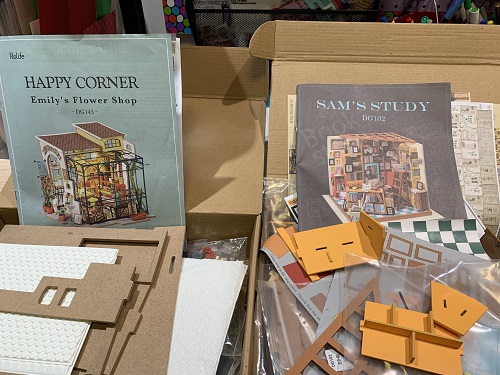 Rolife
HAPPY CORNER
Emily's Flower Shop
- DG145 -
SAM'S STUDY
DG102